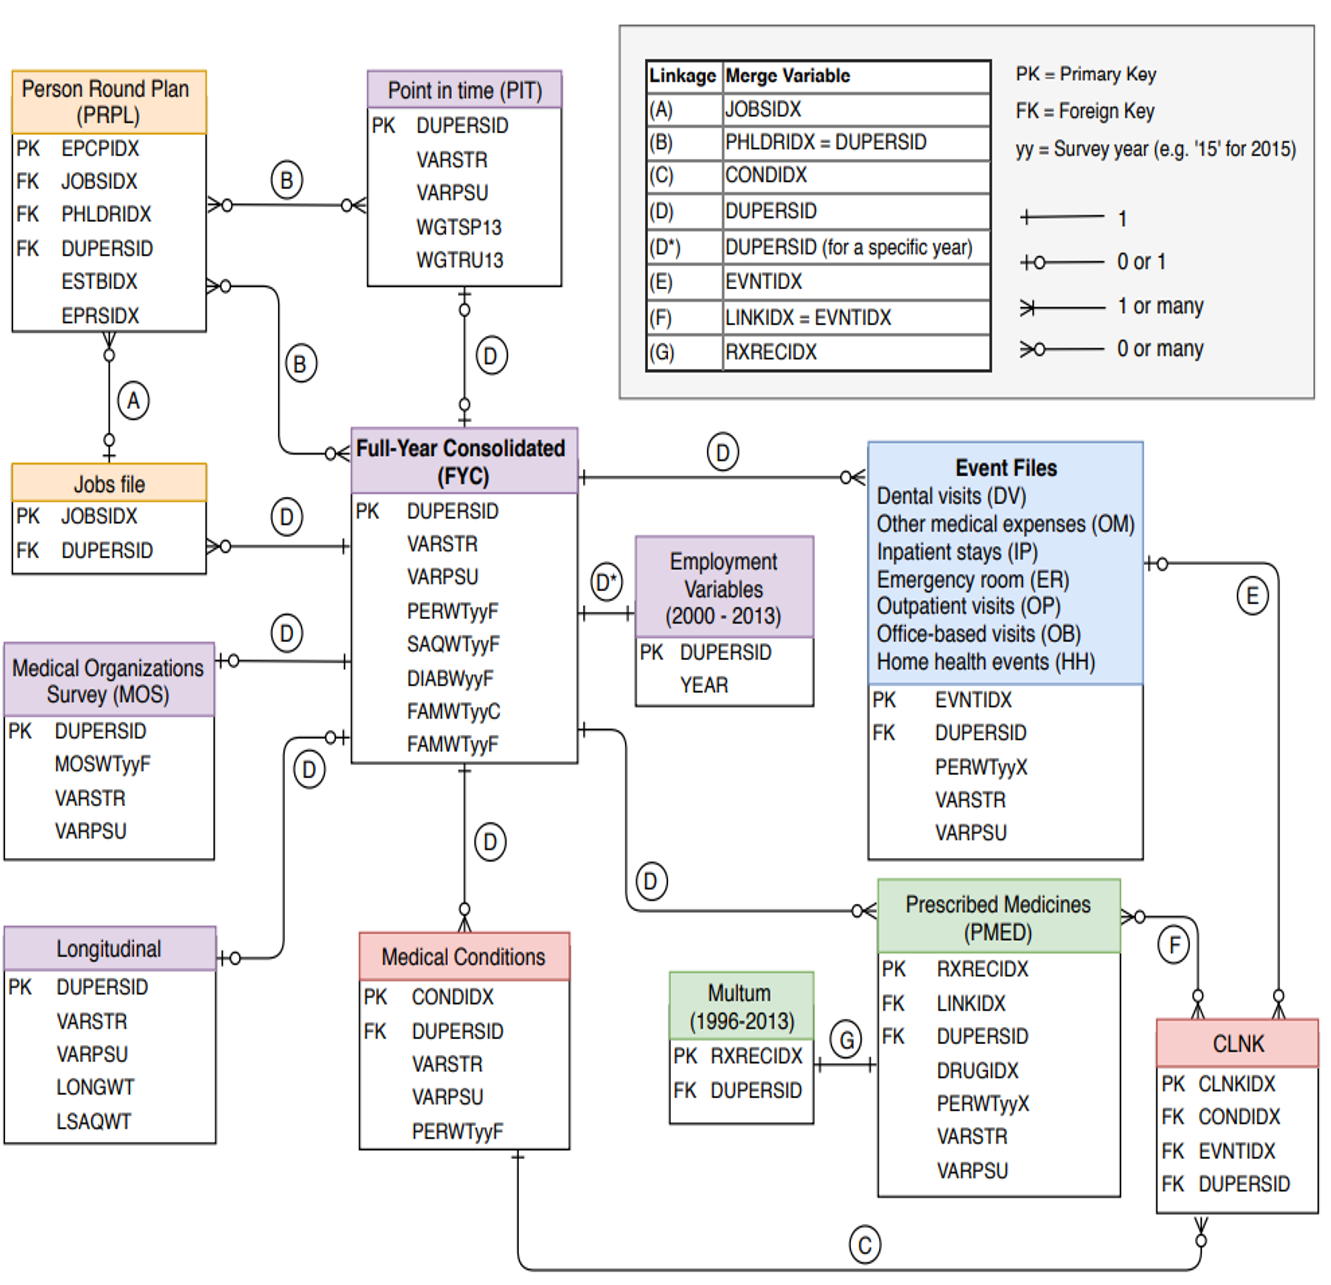 Person Round Plan
(PRPL)
PK EPCPIDX
FK JOBSIDX
FK PHLDRIDX
FK DUPERSID
ESTBIDX
EPRSIDX
Point in time (PIT)
PK DUPERSID
VARSTR
VARPSU
WGTSP13
WGTRU13
Linkage Merge Variable
(A) JOBSIDX
(B) PHLDRIDX = DUPERSID
(C) CONDIDX
(D) DUPERSID
(D*) DUPERSID (for a specific year)
(E) EVNTIDX
(F) LINKIDX = EVNTIDX
(G) RXRECIDX
PK = Primary Key
FK = Foreign Key
yy = Survey year (e.g. '15' for 2015)
1
0 or 1
1 or many
0 or many
B
B
D
A
Jobs file
PK JOBSIDX
FK DUPERSID
D
Full-Year Consolidated
(FYC)
PK DUPERSID
VARSTR
VARPSU
PERWTyyF
SAQWTyyF
DIABWyyF
FAMWTyyC
FAMWTyyF
D
D*
Employment
Variables
(2000 - 2013)
PK DUPERSID
YEAR
Event Files
Dental visits (DV)
Other medical expenses (OM)
Inpatient stays (IP)
Emergency room (ER)
Outpatient visits (OP)
Office-based visits (OB)
Home health events (HH)
PK EVNTIDX
FK DUPERSID
PERWTyyX
VARSTR
VARPSU
E
D
Medical Organizations
Survey (MOS)
PK DUPERSID
MOSWTyyF
VARSTR
VARPSU
D
D
D
Longitudinal
PK DUPERSID
VARSTR
VARPSU
LONGWT
LSAQWT
Medical Conditions
PK CONDIDX
FK DUPERSID
VARSTR
VARPSU
PERWTyyF
Multum
(1996-2013)
PK RXRECIDX
FK DUPERSID
G
Prescribed Medicines
(PMED)
PK RXRECIDX
FK LINKIDX
FK DUPERSID
DRUGIDX
PERWTyyX
VARSTR
VARPSU
F
CLNK
PK CLNKIDX
FK CONDIDX
FK EVNTIDX
FK DUPERSID
C